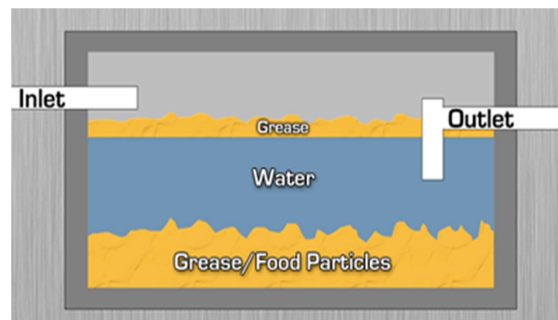 Inlet
Outlet
Grease
Water
Grease/Food Particles